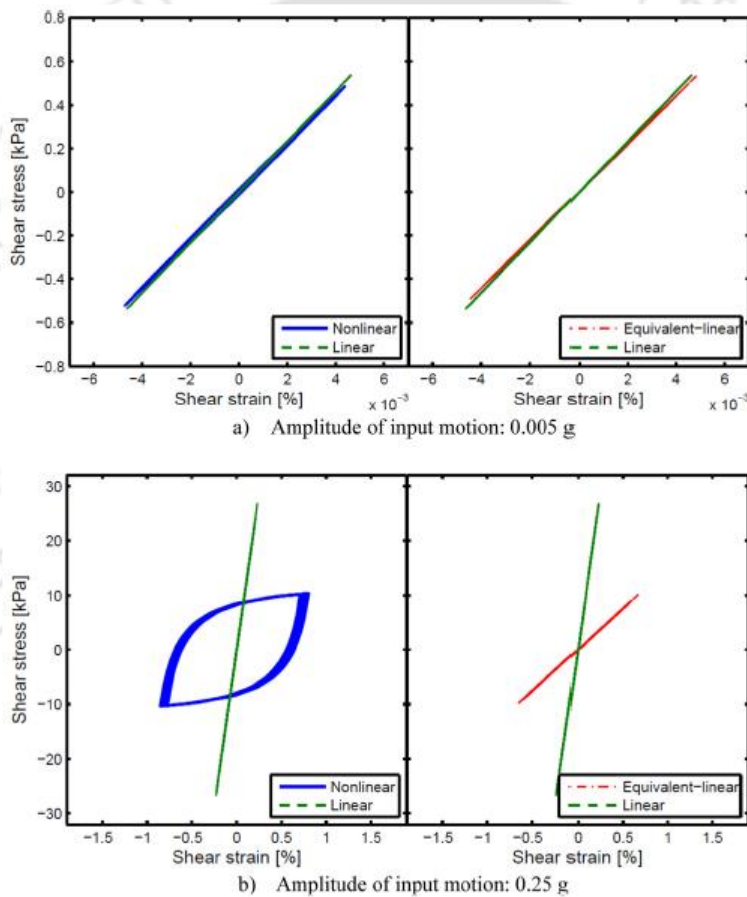 0.8
0.6
0.4
0.2
0
−0.2
−0.4
−0.6
0.8
Shear stress [kPa]
Nonlinear
Linear
Equivalent−linear
Linear
−6 −4 −2 0 2 4 6
−6 −4 −2 0 2 4 6
Shear strain [%]
x 10⁻³
Shear strain [%]
x 10⁻³
a) Amplitude of input motion: 0.005 g
30
20
10
0
−10
−20
−30
Shear stress [kPa]
Nonlinear
Linear
Equivalent−linear
Linear
−1.5 −1 −0.5 0 0.5 1 1.5
−1.5 −1 −0.5 0 0.5 1 1.5
Shear strain [%]
Shear strain [%]
b) Amplitude of input motion: 0.25 g